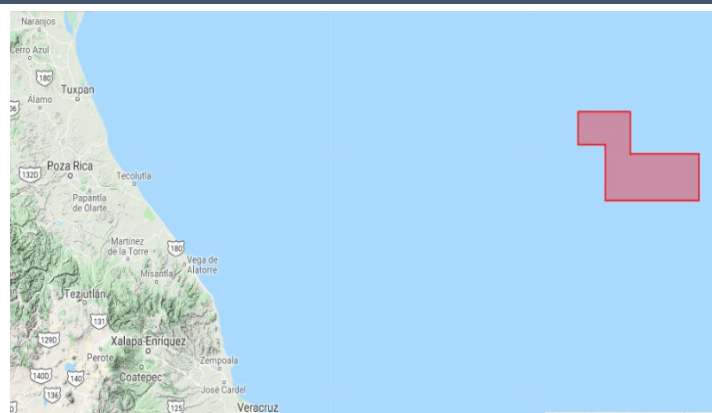 Naranjos
Cerro Azul
180
Tuxpan
Álamo
Poza Rica
132D
Tecolutla
Papantla
de Olarte
Martínez
de la Torre
180
Vega de
Alatorre
Misantla
Teziutlán
131
129D
Xalapa-Enríquez
Perote
Zempoala
140D
140
Coatepec
José Cardel
136
125
Veracruz